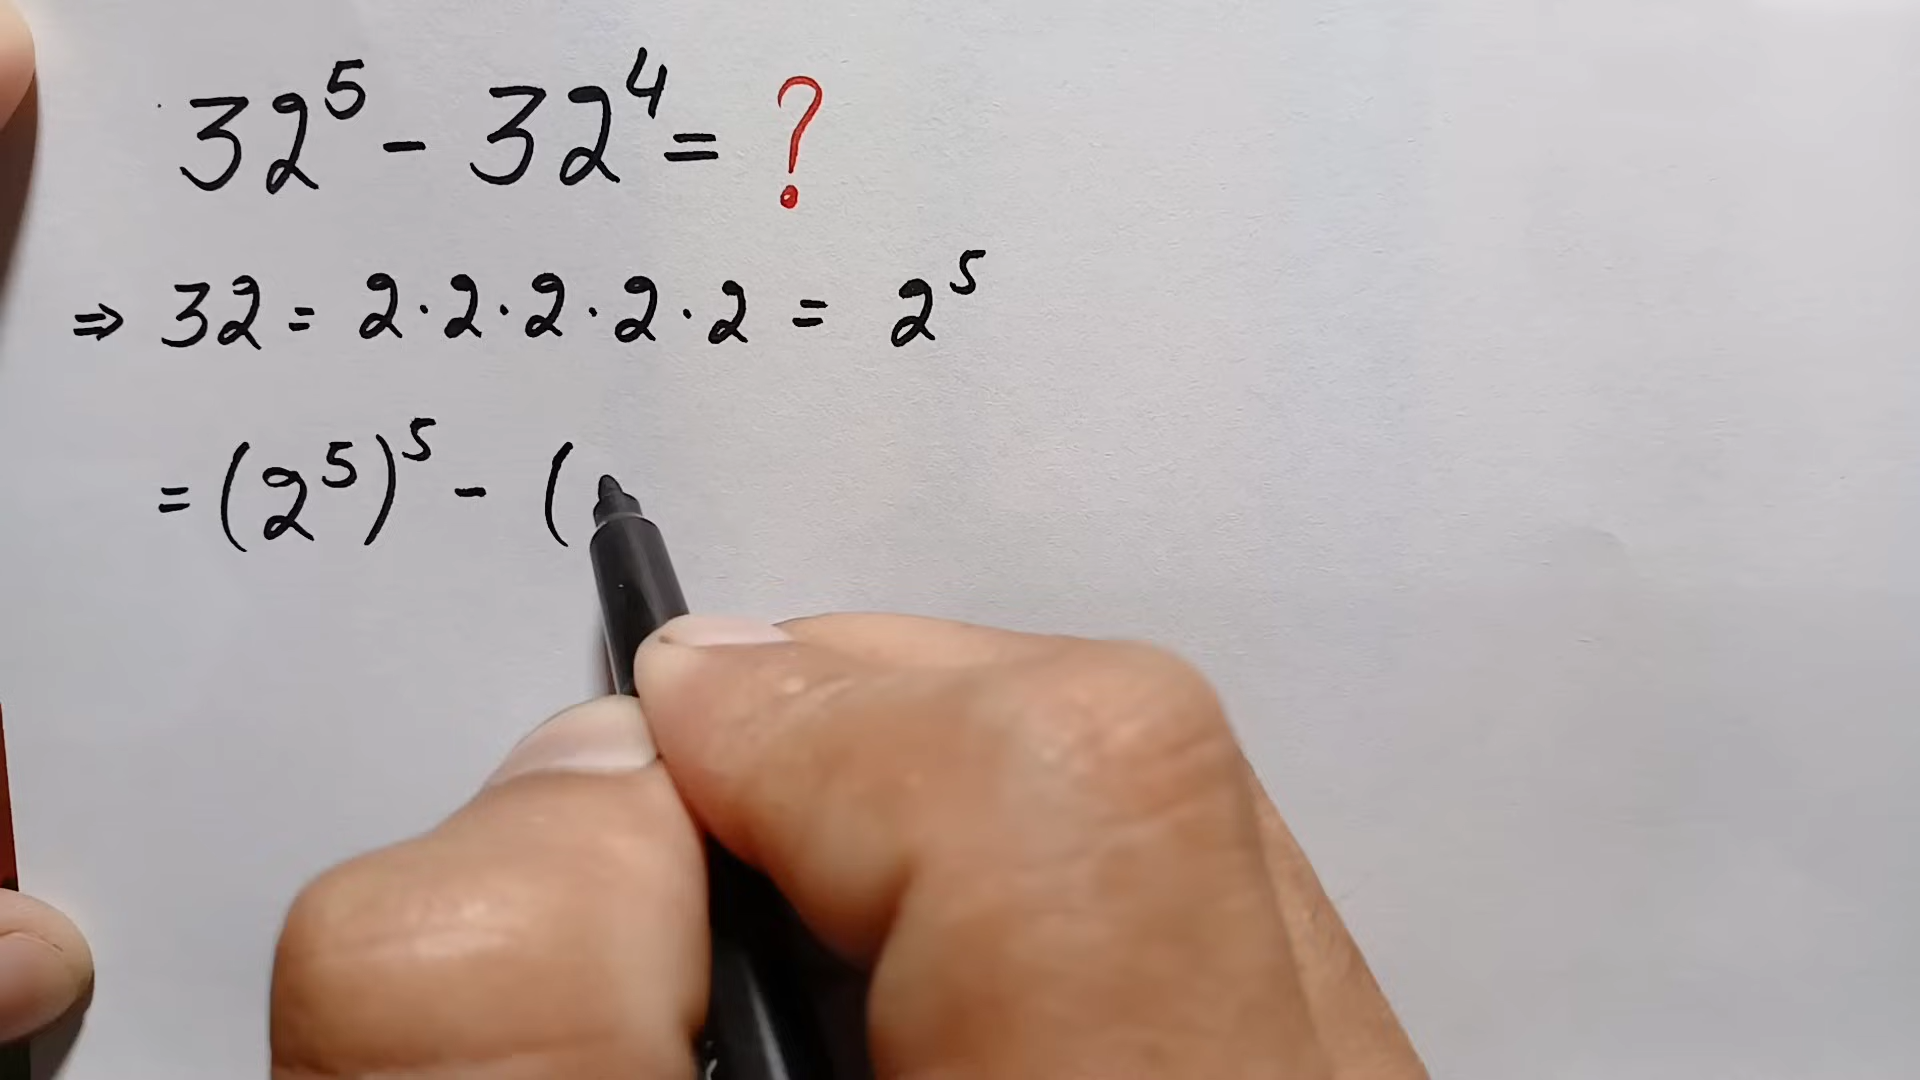 32⁵ - 32⁴ = ?
⇒ 32 = 2 · 2 · 2 · 2 · 2 = 2⁵
= (2⁵)⁵ - (